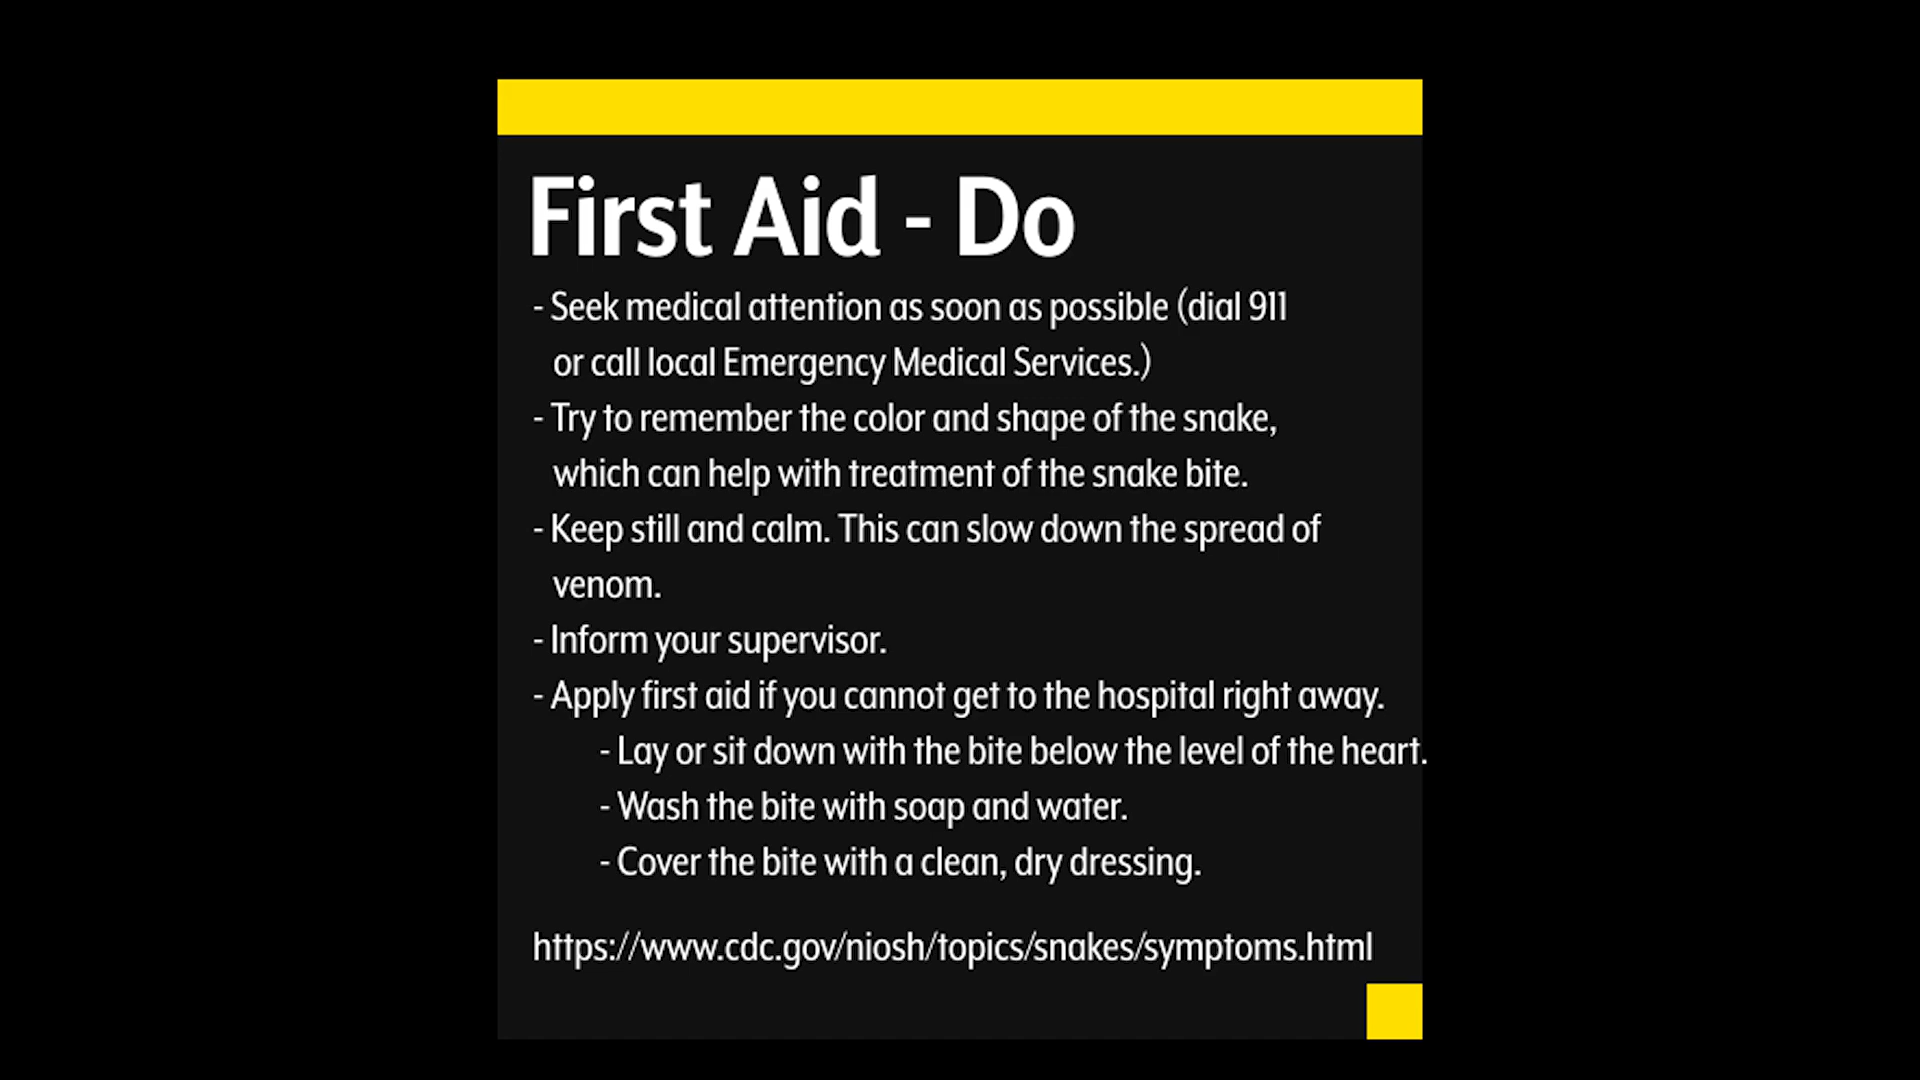 First Aid - Do
- Seek medical attention as soon as possible (dial 911
or call local Emergency Medical Services.)
- Try to remember the color and shape of the snake,
which can help with treatment of the snake bite.
- Keep still and calm. This can slow down the spread of
venom.
- Inform your supervisor.
- Apply first aid if you cannot get to the hospital right away.
- Lay or sit down with the bite below the level of the heart.
- Wash the bite with soap and water.
- Cover the bite with a clean, dry dressing.
https://www.cdc.gov/niosh/topics/snakes/symptoms.html